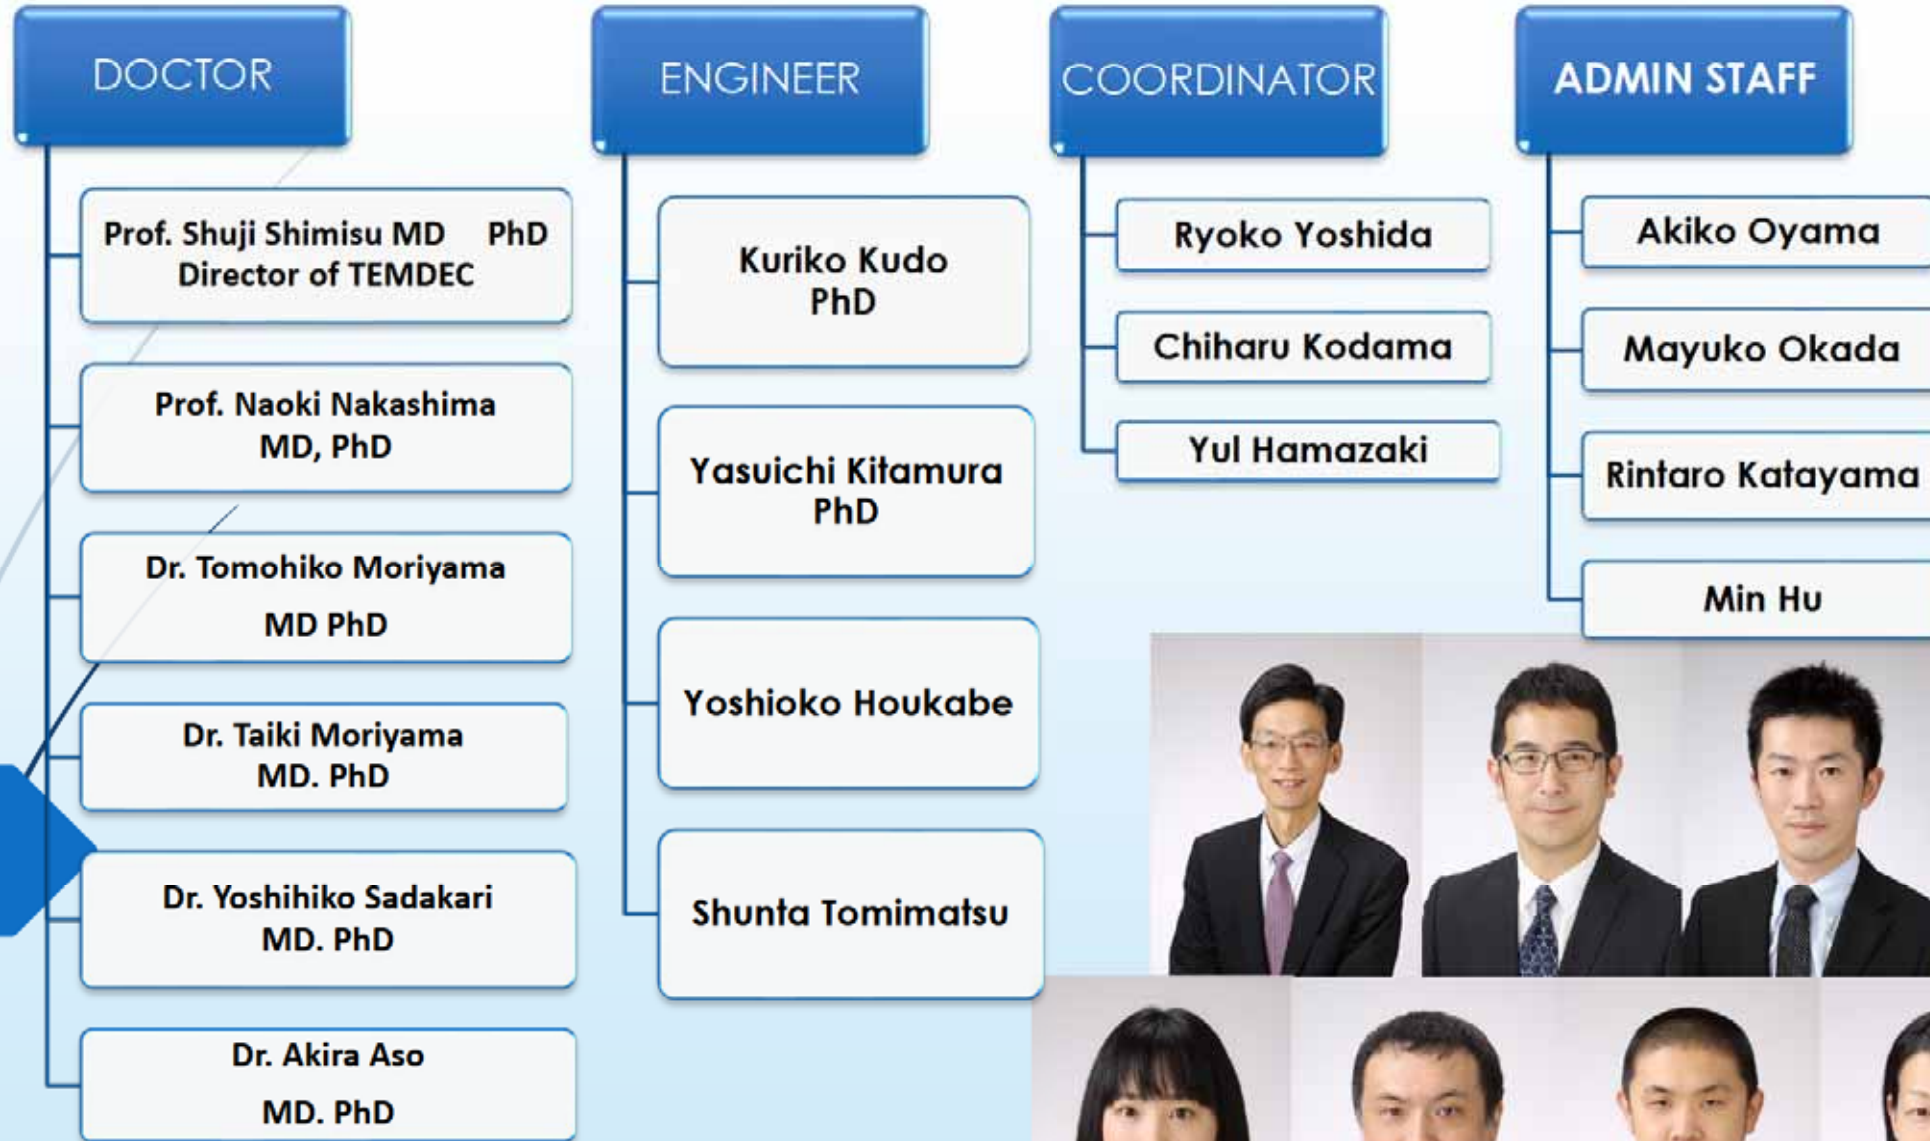 DOCTOR
Prof. Shuji Shimisu MD PhD
Director of TEMDEC
Prof. Naoki Nakashima
MD, PhD
Dr. Tomohiko Moriyama
MD PhD
Dr. Taiki Moriyama
MD. PhD
Dr. Yoshihiko Sadakari
MD. PhD
Dr. Akira Aso
MD. PhD
ENGINEER
Kuriko Kudo
PhD
Yasuichi Kitamura
PhD
Yoshioko Houkabe
Shunta Tomimatsu
COORDINATOR
Ryoko Yoshida
Chiharu Kodama
Yul Hamazaki
ADMIN STAFF
Akiko Oyama
Mayuko Okada
Rintaro Katayama
Min Hu